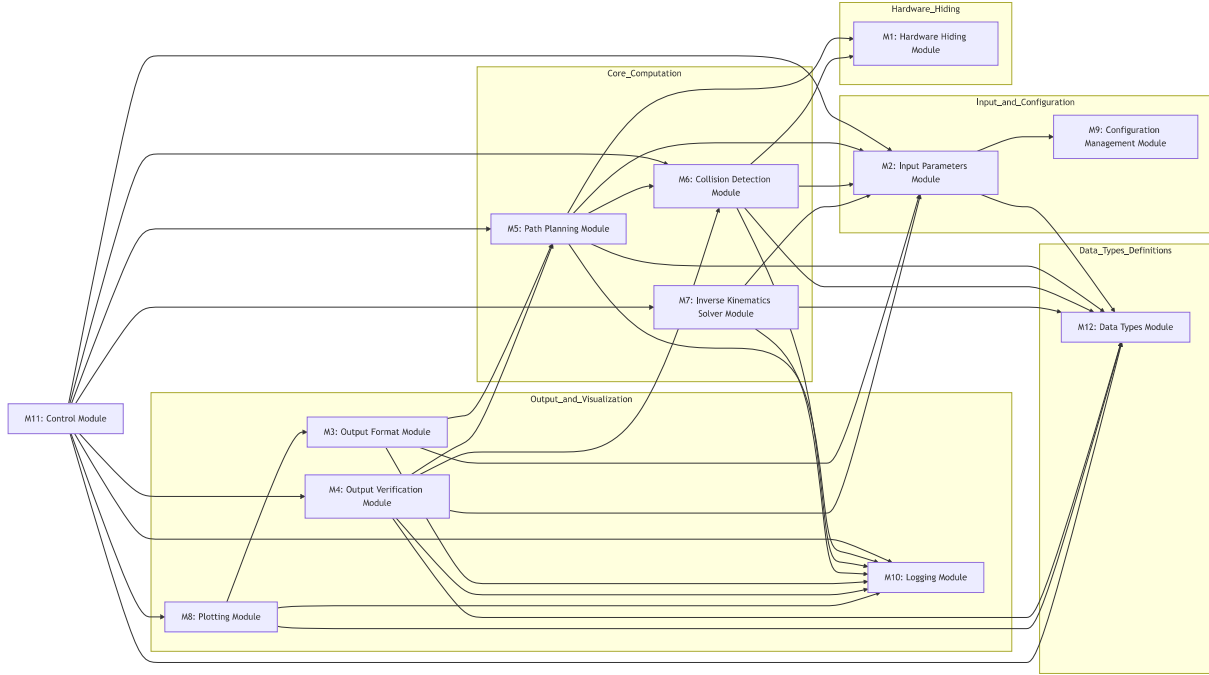 Hardware_Hiding
M1: Hardware Hiding
Module
Core_Computation
Input_and_Configuration
M9: Configuration
Management Module
M2: Input Parameters
Module
M6: Collision Detection
Module
M5: Path Planning Module
Data_Types_Definitions
M7: Inverse Kinematics
Solver Module
M12: Data Types Module
Output_and_Visualization
M11: Control Module
M3: Output Format Module
M4: Output Verification
Module
M10: Logging Module
M8: Plotting Module